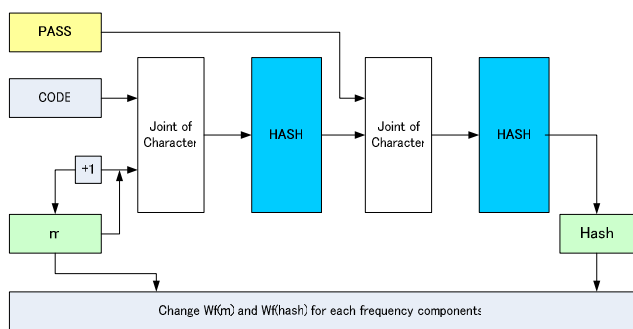 PASS
CODE
Joint of
Character
HASH
Joint of
Character
HASH
+1
m
Hash
Change Wf(m) and Wf(hash) for each frequency components